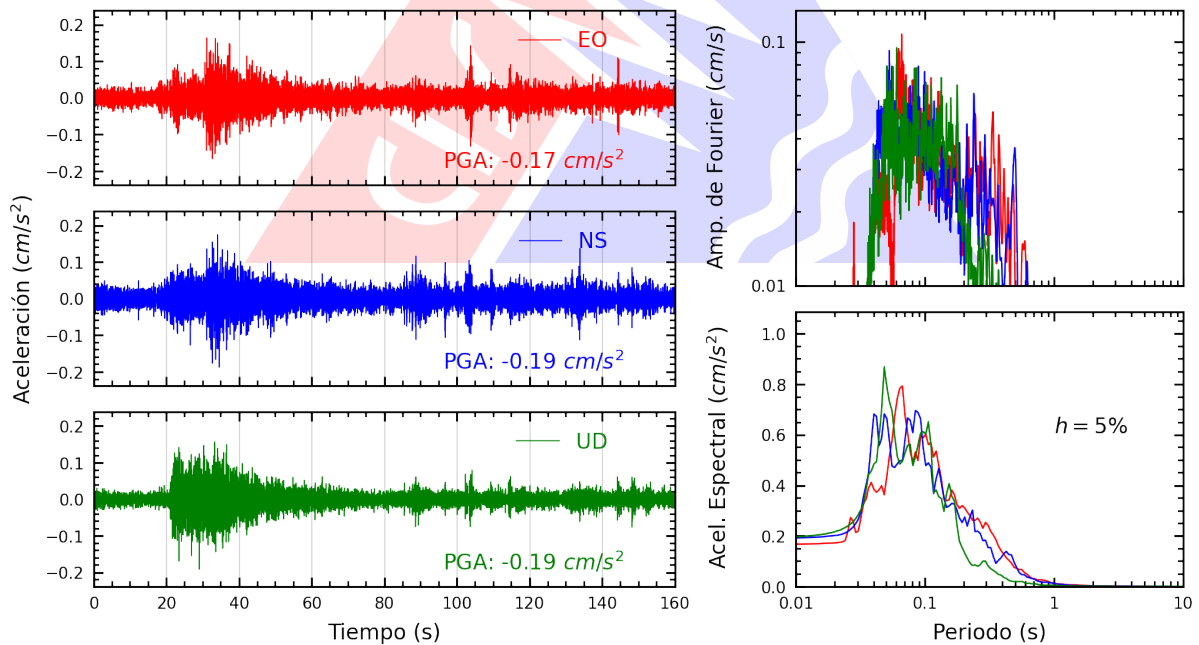 Aceleración (cm/s²)
0.2
0.1
0.0
−0.1
−0.2
EO
PGA: -0.17 cm/s²
0.2
0.1
0.0
−0.1
−0.2
NS
PGA: -0.19 cm/s²
0.2
0.1
0.0
−0.1
−0.2
UD
PGA: -0.19 cm/s²
0 20 40 60 80 100 120 140 160
Tiempo (s)
Amp. de Fourier (cm/s)
0.1
0.01
Acel. Espectral (cm/s²)
1.0
0.8
0.6
0.4
0.2
0.0
h = 5%
0.01 0.1 1 10
Periodo (s)